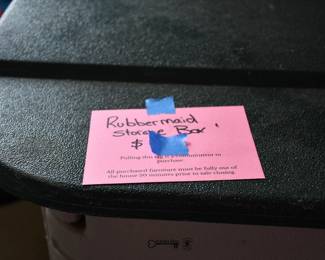 Rubbermaid
Storage Box
$
Pulling this tag is a commitment to
purchase.
All purchased furniture must be fully out of
the house 30 minutes prior to sale closing.